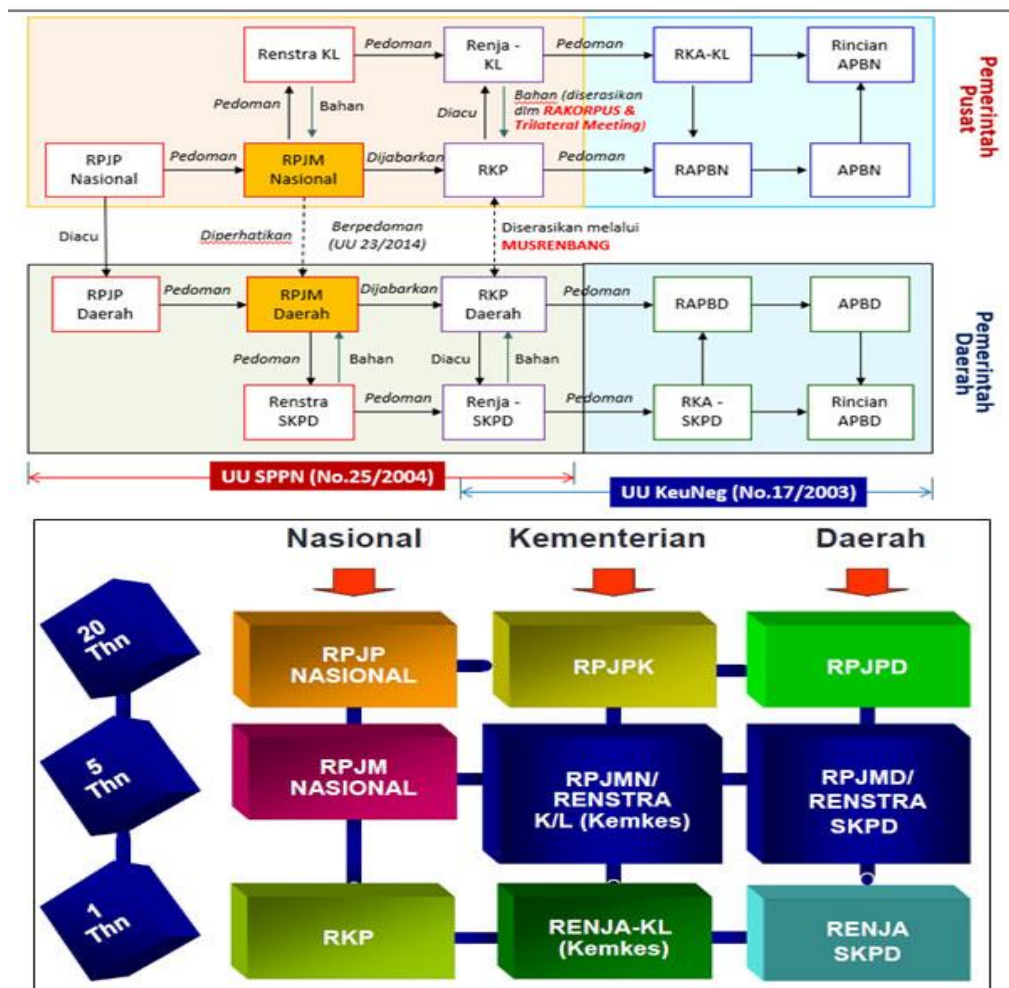 Renstra KL
Pedoman
Renja -
KL
Pedoman
RKA-KL
Rincian
APBN
Pemerintah
Pusat
Pedoman
Bahan
Diacu
Bahan (diserasikan
dlm RAKORPUS &
Trilateral Meeting)
RPJP
Nasional
Pedoman
RPJM
Nasional
Dijabarkan
RKP
Pedoman
RAPBN
APBN
Diacu
Diperhatikan
Berpedoman
(UU 23/2014)
Diserasikan melalui
MUSRENBANG
RPJP
Daerah
Pedoman
RPJM
Daerah
Dijabarkan
RKP
Daerah
Pedoman
RAPBD
APBD
Pemerintah
Daerah
Pedoman
Bahan
Diacu
Bahan
Renstra
SKPD
Pedoman
Renja -
SKPD
Pedoman
RKA -
SKPD
Rincian
APBD
UU SPPN (No.25/2004)
UU KeuNeg (No.17/2003)
Nasional
Kementerian
Daerah
20
Thn
RPJP
NASIONAL
RPJPK
RPJPD
5
Thn
RPJM
NASIONAL
RPJMN/
RENSTRA
K/L (Kemkes)
RPJMD/
RENSTRA
SKPD
1
Thn
RKP
RENJA-KL
(Kemkes)
RENJA
SKPD